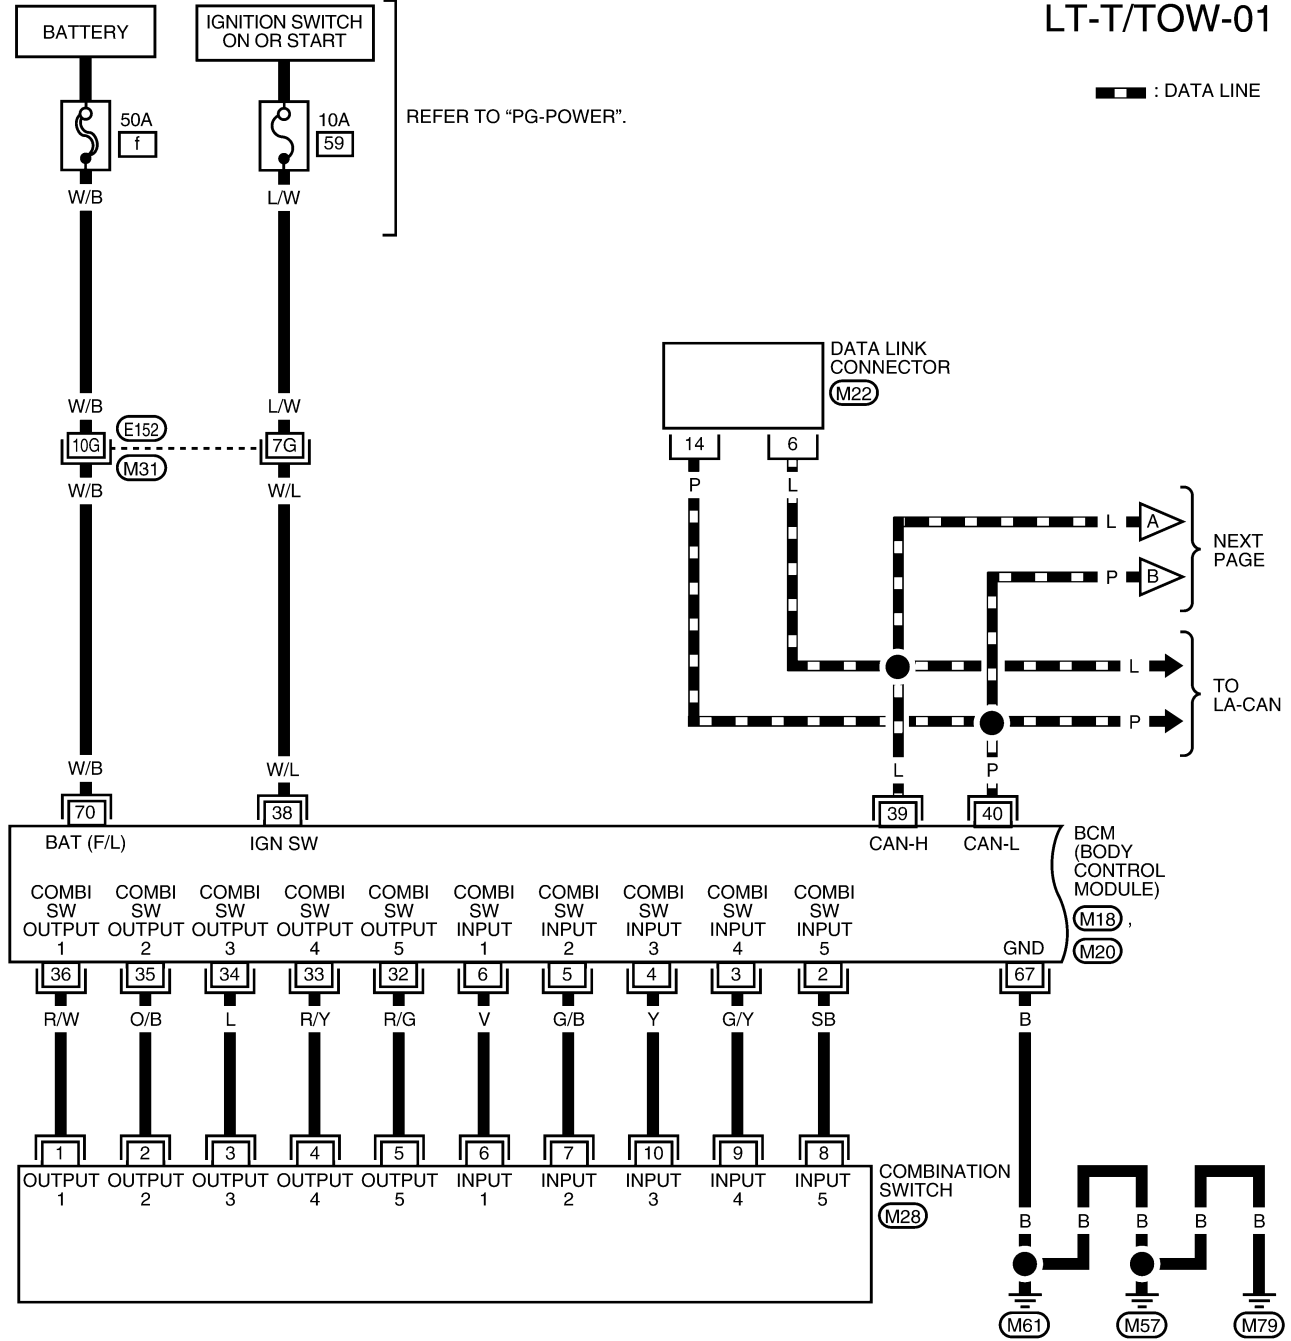 LT-T/TOW-01
BATTERY
IGNITION SWITCH
ON OR START
: DATA LINE
50A
f
10A
59
REFER TO “PG-POWER”.
W/B
L/W
DATA LINK
CONNECTOR
M22
W/B
L/W
E152
10G
7G
M31
14
6
W/B
W/L
P
L
L
A
P
B
NEXT
PAGE
L
P
TO
LA-CAN
W/B
W/L
L
P
70
38
39
40
BAT (F/L)
IGN SW
CAN-H
CAN-L
BCM
(BODY
CONTROL
MODULE)
M18 ,
M20
COMBI COMBI COMBI COMBI COMBI COMBI COMBI COMBI COMBI COMBI
SW SW SW SW SW SW SW SW SW SW
OUTPUT OUTPUT OUTPUT OUTPUT OUTPUT INPUT INPUT INPUT INPUT INPUT
1 2 3 4 5 1 2 3 4 5
GND
36 35 34 33 32 6 5 4 3 2 67
R/W O/B L R/Y R/G V G/B Y G/Y SB B
1 2 3 4 5 6 7 10 9 8
OUTPUT OUTPUT OUTPUT OUTPUT OUTPUT INPUT INPUT INPUT INPUT INPUT
1 2 3 4 5 1 2 3 4 5
COMBINATION
SWITCH
M28
B B B B B
M61 M57 M79